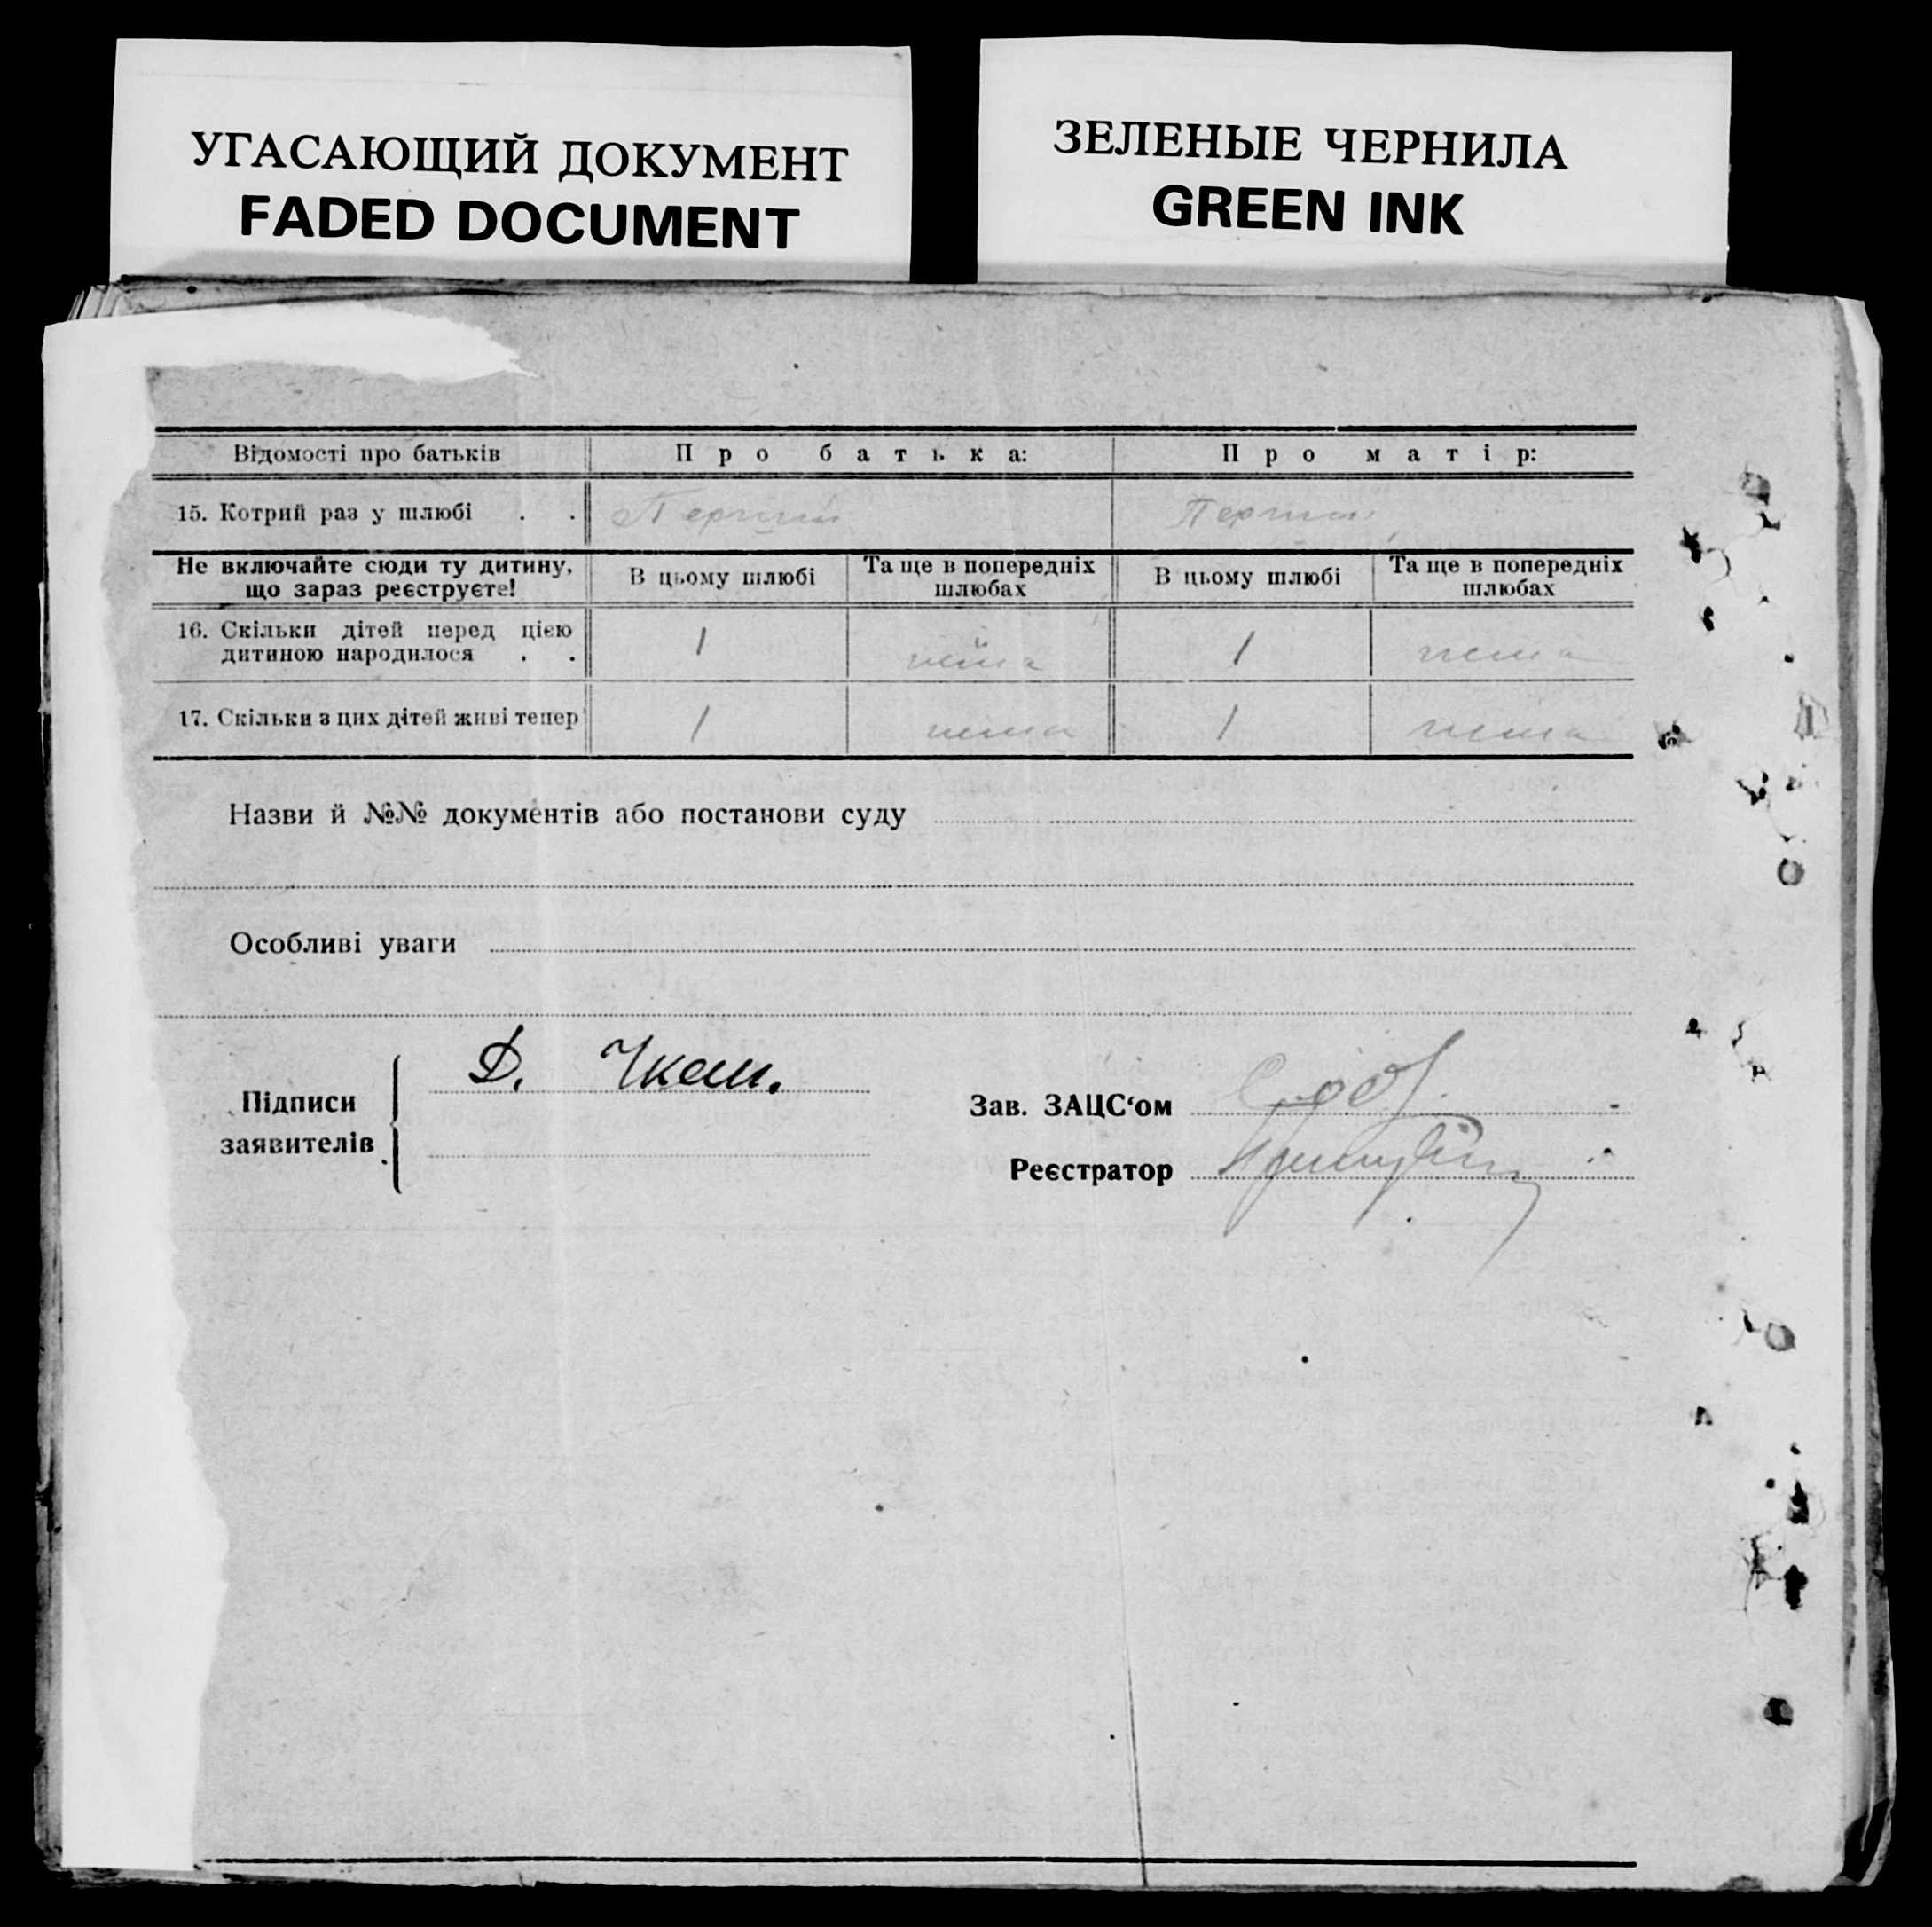 УГАСАЮЩИЙ ДОКУМЕНТ
FADED DOCUMENT
ЗЕЛЕНЫЕ ЧЕРНИЛА
GREEN INK
Відомості про батьків Про батька: Про матір:
15. Котрий раз у шлюбі . . Перший Перший
Не включайте сюди ту дитину, що зараз реєструєте! В цьому шлюбі Та ще в попередніх шлюбах В цьому шлюбі Та ще в попередніх шлюбах
16. Скільки дітей перед цією
дитиною народилося . . 1 нема 1 нема
17. Скільки з цих дітей живі тепер 1 нема 1 нема
Назви й №№ документів або постанови суду
Особливі уваги
Підписи
заявителів
Д.
Зав. ЗАЦС‘ом
Реєстратор